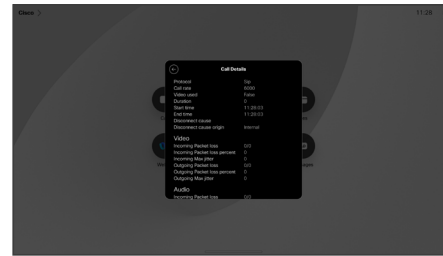 Cisco
11:28
Call Details
Protocol Sip
Call rate 6000
Video used False
Duration 0
Start time 11:28:03
End time 11:28:03
Disconnect cause
Disconnect cause origin Internal
Video
Incoming Packet loss 0/0
Incoming Packet loss percent 0
Incoming Max jitter 0
Outgoing Packet loss 0/0
Outgoing Packet loss percent 0
Outgoing Max jitter 0
Audio
Incoming Packet loss 0/0